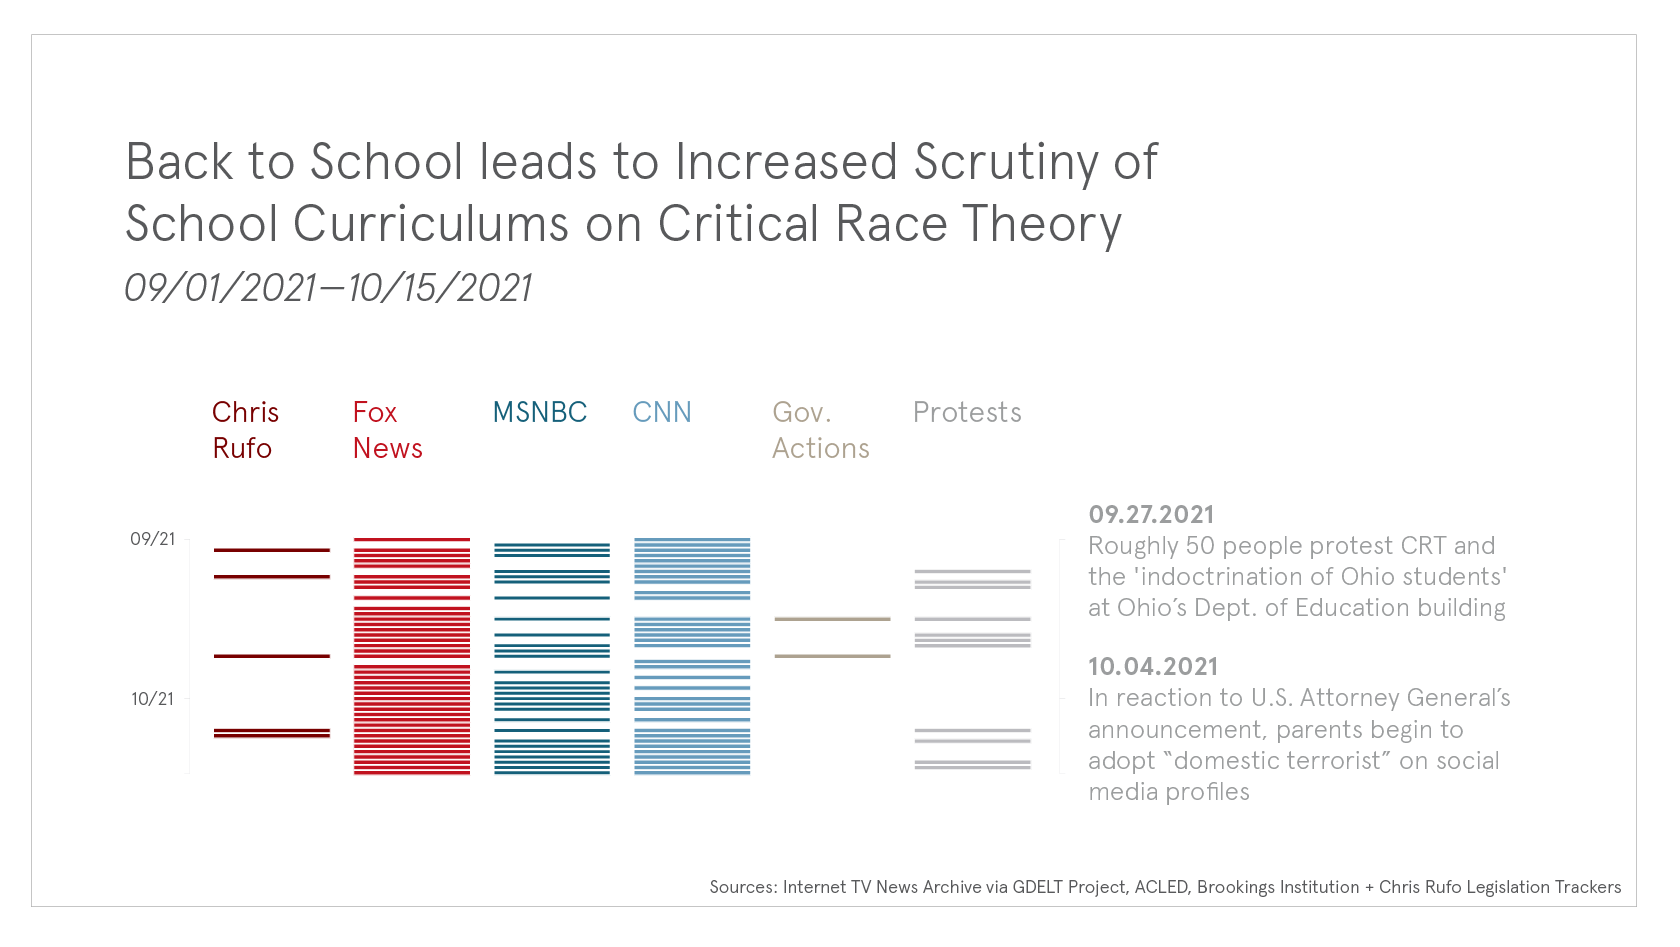 Back to School leads to Increased Scrutiny of
School Curriculums on Critical Race Theory
09/01/2021—10/15/2021
Chris
Rufo
Fox
News
MSNBC
CNN
Gov.
Actions
Protests
09/21
10/21
09.27.2021
Roughly 50 people protest CRT and
the 'indoctrination of Ohio students'
at Ohio’s Dept. of Education building
10.04.2021
In reaction to U.S. Attorney General’s
announcement, parents begin to
adopt “domestic terrorist” on social
media profiles
Sources: Internet TV News Archive via GDELT Project, ACLED, Brookings Institution + Chris Rufo Legislation Trackers